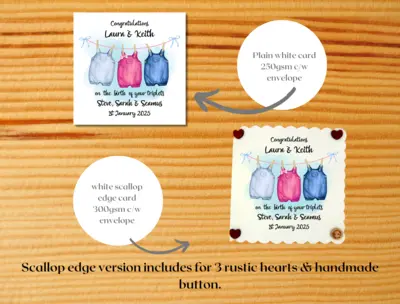 Congratulations
Laura & Keith
on the birth of your triplets
Steve, Sarah & Seamus
18 January 2025
Plain white card
250gsm c/w
envelope
Congratulations
Laura & Keith
on the birth of your triplets
Steve, Sarah & Seamus
18 January 2025
white scallop
edge card
300gsm c/w
envelope
Scallop edge version includes for 3 rustic hearts & handmade
button.